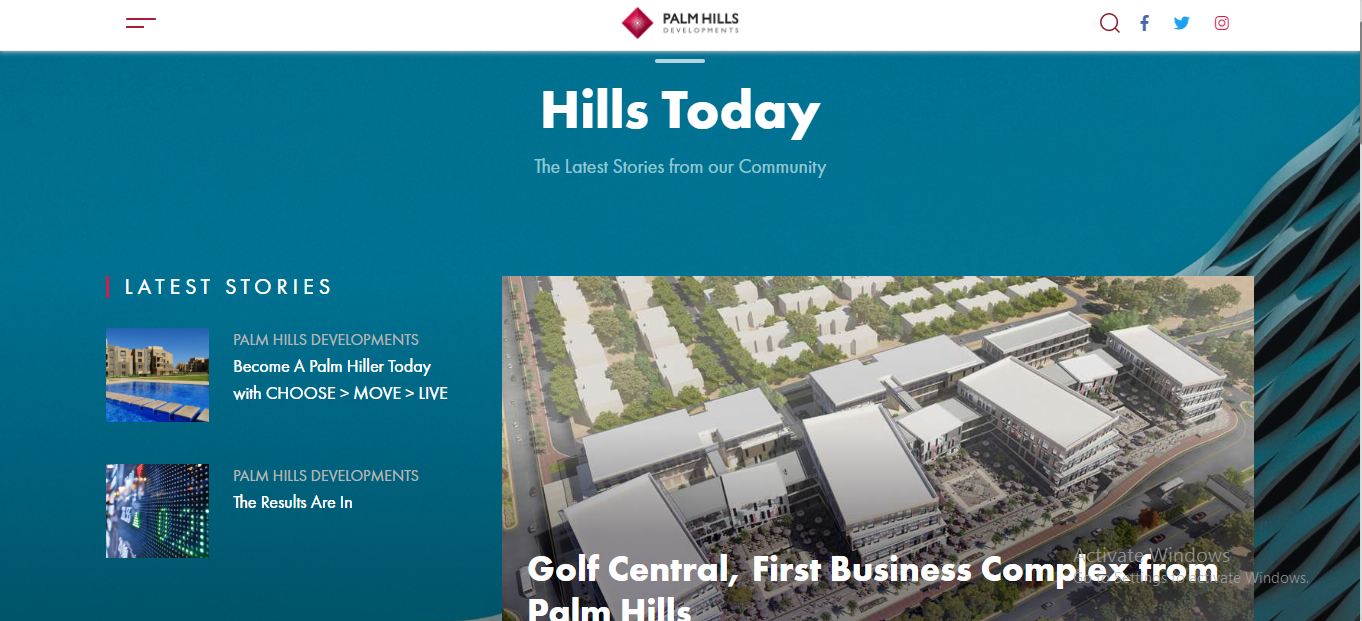 PALM HILLS
DEVELOPMENTS
Hills Today
The Latest Stories from our Community
LATEST STORIES
PALM HILLS DEVELOPMENTS
Become A Palm Hiller Today
with CHOOSE > MOVE > LIVE
PALM HILLS DEVELOPMENTS
The Results Are In
Golf Central, First Business Complex from
Palm Hills
Activate Windows
Go to Settings to activate Windows.